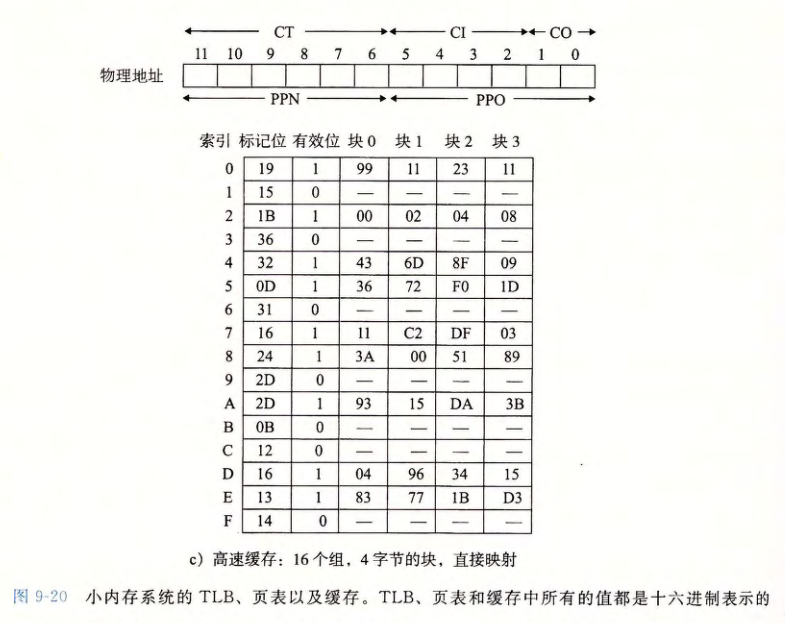 CT CI CO
11 10 9 8 7 6 5 4 3 2 1 0
物理地址
PPN PPO
索引 标记位 有效位 块0 块1 块2 块3
0 19 1 99 11 23 11
1 15 0 — — — —
2 1B 1 00 02 04 08
3 36 0 — — — —
4 32 1 43 6D 8F 09
5 0D 1 36 72 F0 1D
6 31 0 — — — —
7 16 1 11 C2 DF 03
8 24 1 3A 00 51 89
9 2D 0 — — — —
A 2D 1 93 15 DA 3B
B 0B 0 — — — —
C 12 0 — — — —
D 16 1 04 96 34 15
E 13 1 83 77 1B D3
F 14 0 — — — —
c）高速缓存：16个组，4字节的块，直接映射
图 9-20 小内存系统的 TLB、页表以及缓存。TLB、页表和缓存中所有的值都是十六进制表示的